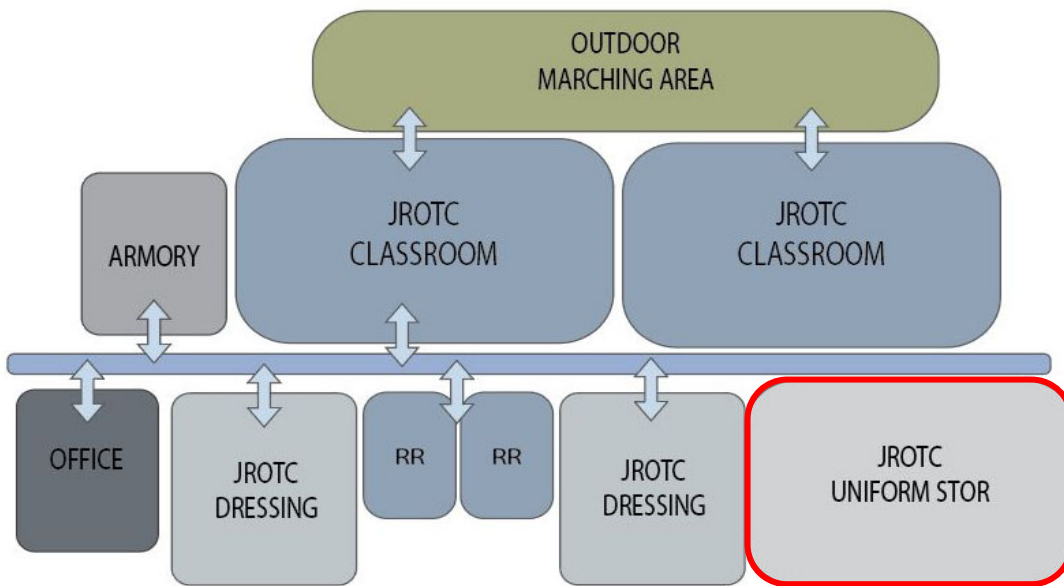 OUTDOOR
MARCHING AREA
JROTC
CLASSROOM
JROTC
CLASSROOM
ARMORY
OFFICE
JROTC
DRESSING
RR
RR
JROTC
DRESSING
JROTC
UNIFORM STOR